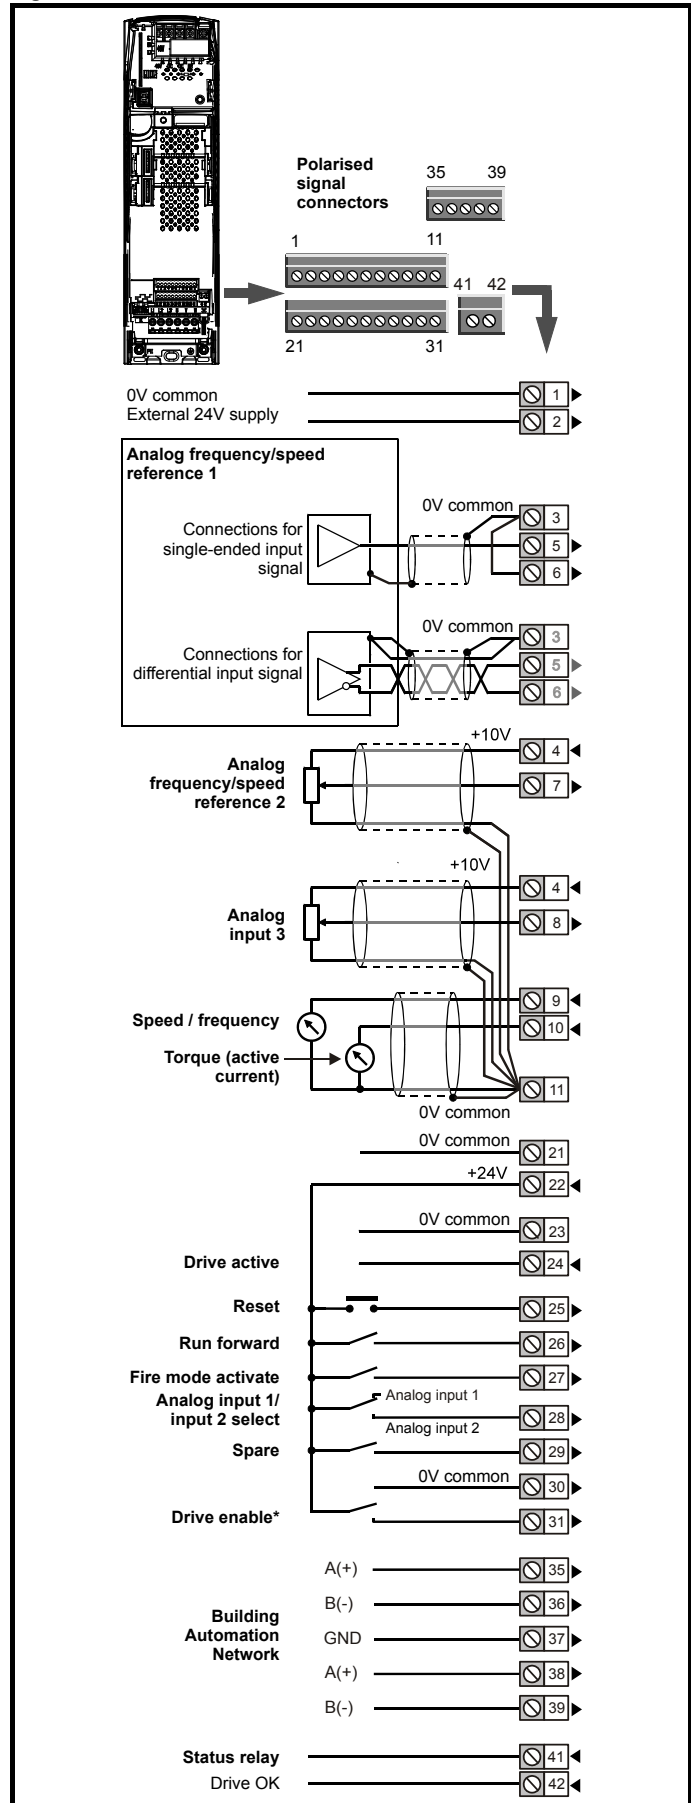 Polarised
signal
connectors
35 39
1 11
41 42
21 31
0V common
External 24V supply
1
2
Analog frequency/speed
reference 1
Connections for
single-ended input
signal
0V common
3
5
6
Connections for
differential input signal
0V common
3
5
6
Analog
frequency/speed
reference 2
+10V
4
7
Analog
input 3
+10V
4
8
Speed / frequency
9
10
Torque (active
current)
11
0V common
0V common
21
+24V
22
0V common
23
Drive active
24
Reset
25
Run forward
26
Fire mode activate
27
Analog input 1/
input 2 select
Analog input 1
28
Analog input 2
Spare
29
0V common
30
Drive enable*
31
A(+)
35
B(-)
36
Building
Automation
Network
GND
37
A(+)
38
B(-)
39
Status relay
41
Drive OK
42